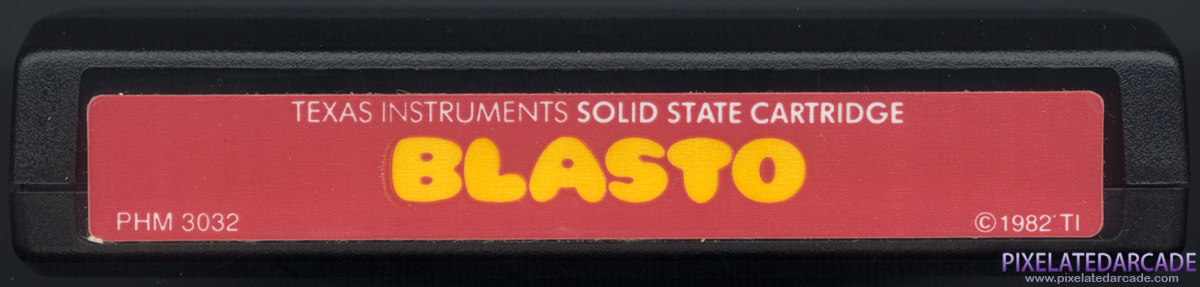 TEXAS INSTRUMENTS SOLID STATE CARTRIDGE
BLASTO
PHM 3032
© 1982 TI
PIXELATEDARCADE
www.pixelatedarcade.com